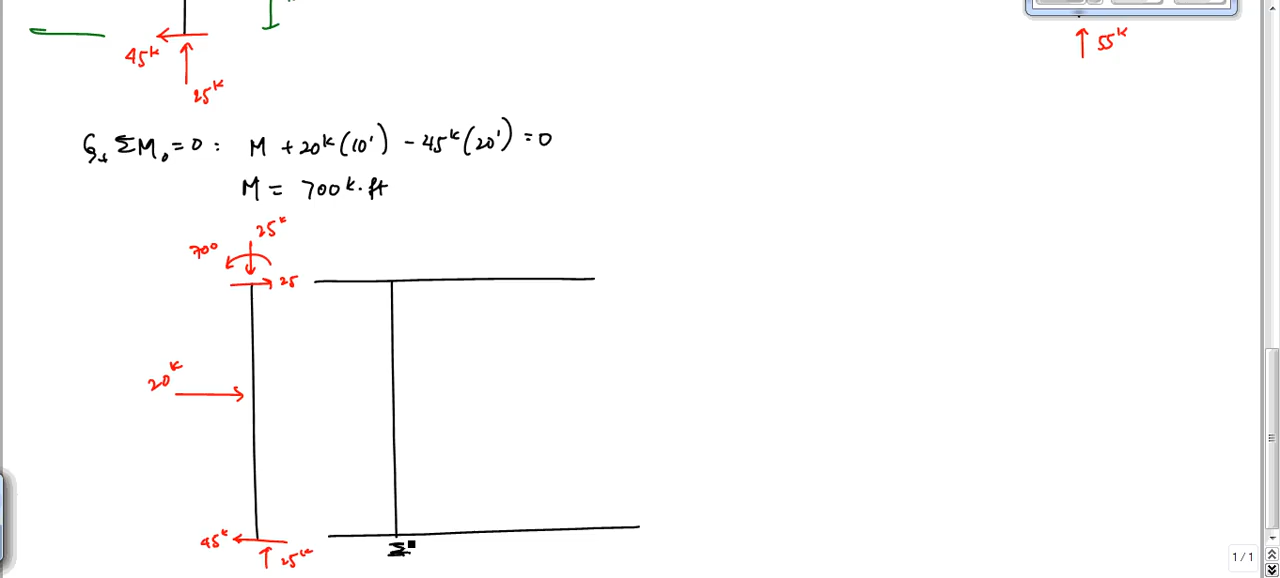 45k
25k
55k
ΣMo = 0 : M + 20k (10') - 45k (20') = 0
M = 700 k·ft
25k
700
25
20k
45k
25k
1 / 1